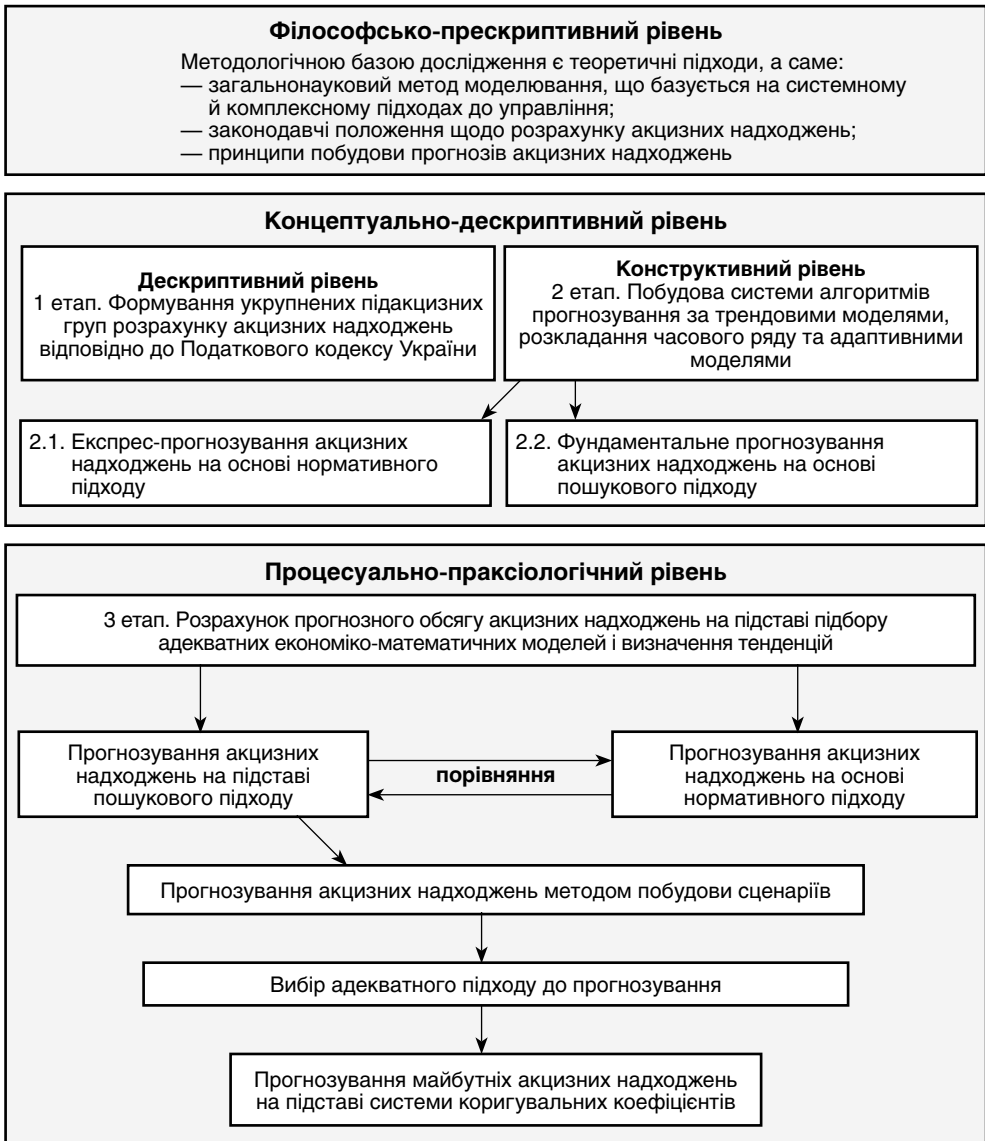 Філософсько-прескриптивний рівень
Методологічною базою дослідження є теоретичні підходи, а саме:
— загальнонауковий метод моделювання, що базується на системному
й комплексному підходах до управління;
— законодавчі положення щодо розрахунку акцизних надходжень;
— принципи побудови прогнозів акцизних надходжень
Концептуально-дескриптивний рівень
Дескриптивний рівень
1 етап. Формування укрупнених підакцизних
груп розрахунку акцизних надходжень
відповідно до Податкового кодексу України
Конструктивний рівень
2 етап. Побудова системи алгоритмів
прогнозування за трендовими моделями,
розкладання часового ряду та адаптивними
моделями
2.1. Експрес-прогнозування акцизних
надходжень на основі нормативного
підходу
2.2. Фундаментальне прогнозування
акцизних надходжень на основі
пошукового підходу
Процесуально-праксіологічний рівень
3 етап. Розрахунок прогнозного обсягу акцизних надходжень на підставі підбору
адекватних економіко-математичних моделей і визначення тенденцій
Прогнозування акцизних
надходжень на підставі
пошукового підходу
порівняння
Прогнозування акцизних
надходжень на основі
нормативного підходу
Прогнозування акцизних надходжень методом побудови сценаріїв
Вибір адекватного підходу до прогнозування
Прогнозування майбутніх акцизних надходжень
на підставі системи коригувальних коефіцієнтів